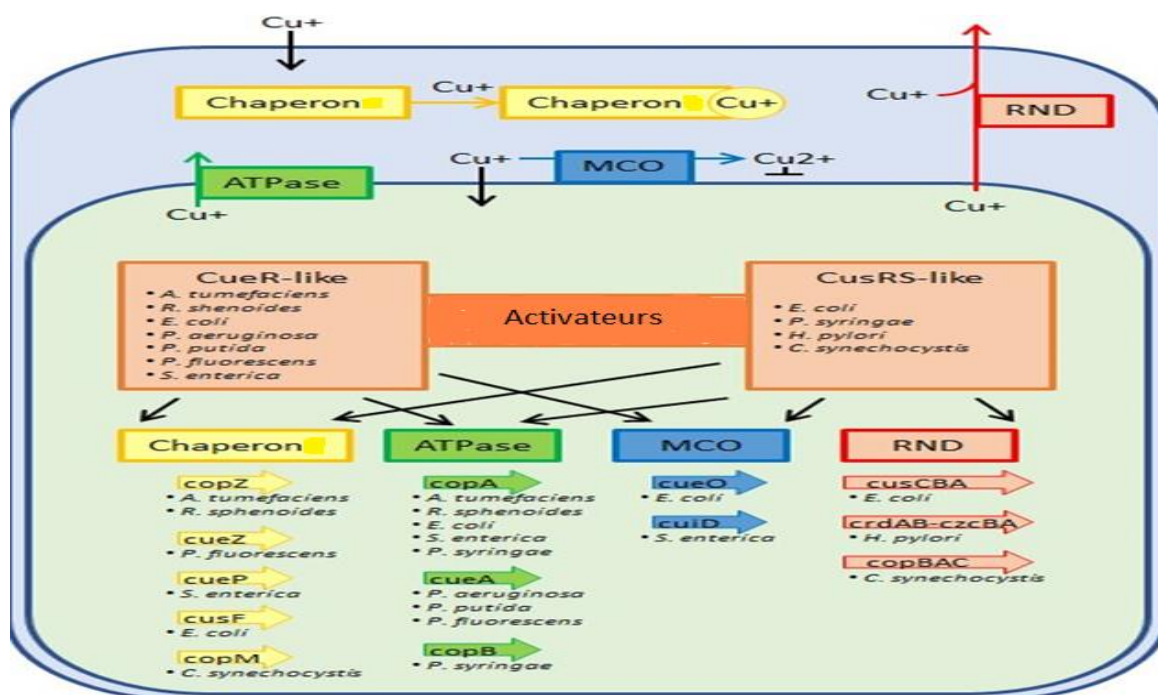 Cu+
Chaperon
Cu+
Chaperon
Cu+
Cu+
RND
ATPase
Cu+
Cu+
MCO
Cu2+
Cu+
CueR-like
• A. tumefaciens
• R. shenoides
• E. coli
• P. aeruginosa
• P. putida
• P. fluorescens
• S. enterica
Activateurs
CusRS-like
• E. coli
• P. syringae
• H. pylori
• C. synechocystis
Chaperon
copZ
• A. tumefaciens
• R. sphenoides
cueZ
• P. fluorescens
cueP
• S. enterica
cusF
• E. coli
copM
• C. synechocystis
ATPase
copA
• A. tumefaciens
• R. sphenoides
• E. coli
• S. enterica
• P. syringae
cueA
• P. aeruginosa
• P. putida
• P. fluorescens
copB
• P. syringae
MCO
cueO
• E. coli
cuiD
• S. enterica
RND
cusCBA
• E. coli
crdAB-czcBA
• H. pylori
copBAC
• C. synechocystis